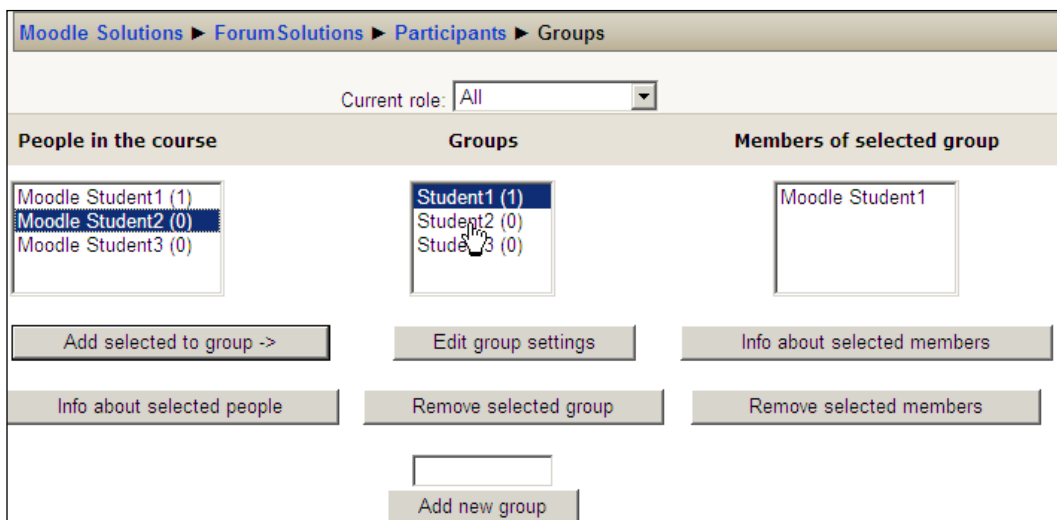 Moodle Solutions ► ForumSolutions ► Participants ► Groups
Current role: All
People in the course Groups Members of selected group
Moodle Student1 (1) Student1 (1) Moodle Student1
Moodle Student2 (0) Student2 (0)
Moodle Student3 (0) Student3 (0)
Add selected to group -> Edit group settings Info about selected members
Info about selected people Remove selected group Remove selected members
Add new group